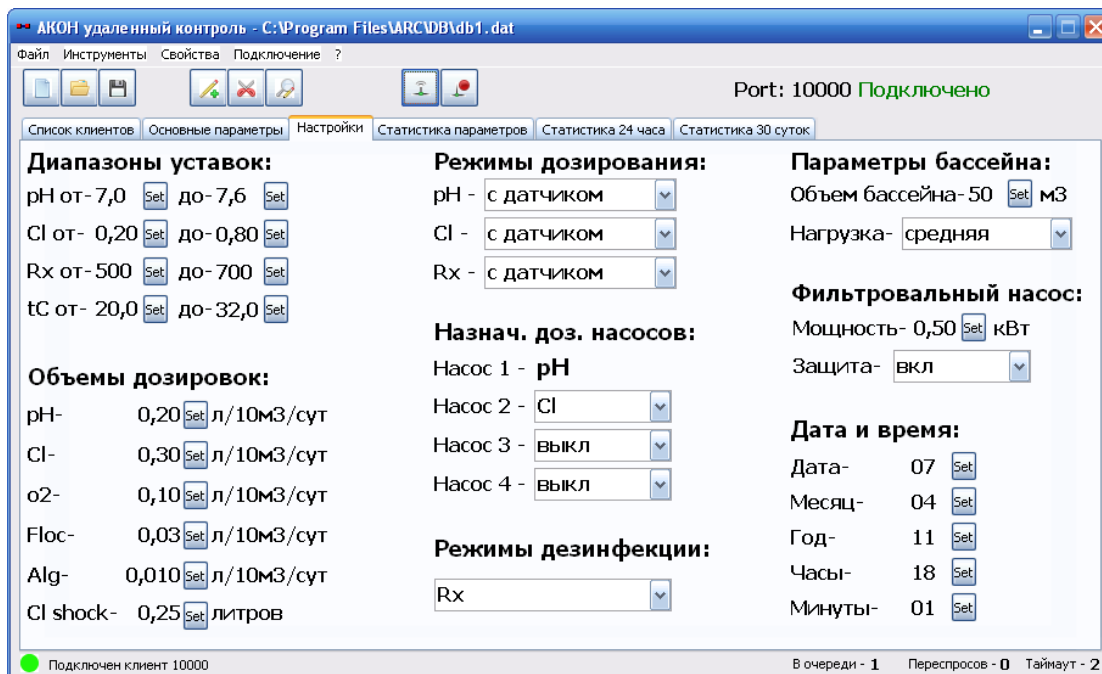 АКОН удаленный контроль - C:\Program Files\ARC\DB\db1.dat
Файл Инструменты Свойства Подключение ?
Port: 10000 Подключено
Список клиентов Основные параметры Настройки Статистика параметров Статистика 24 часа Статистика 30 суток
Диапазоны уставок:
pH от- 7,0 Set до- 7,6 Set
Cl от- 0,20 Set до- 0,80 Set
Rx от- 500 Set до- 700 Set
tC от- 20,0 Set до- 32,0 Set
Объемы дозировок:
pH- 0,20 Set л/10м3/сут
Cl- 0,30 Set л/10м3/сут
o2- 0,10 Set л/10м3/сут
Floc- 0,03 Set л/10м3/сут
Alg- 0,010 Set л/10м3/сут
Cl shock- 0,25 Set литров
Режимы дозирования:
pH - с датчиком
Cl - с датчиком
Rx - с датчиком
Назнач. доз. насосов:
Насос 1 - pH
Насос 2 - Cl
Насос 3 - выкл
Насос 4 - выкл
Режимы дезинфекции:
Rx
Параметры бассейна:
Объем бассейна- 50 Set м3
Нагрузка- средняя
Фильтровальный насос:
Мощность- 0,50 Set кВт
Защита- вкл
Дата и время:
Дата- 07 Set
Месяц- 04 Set
Год- 11 Set
Часы- 18 Set
Минуты- 01 Set
Подключен клиент 10000
В очереди - 1 Переспросов - 0 Таймаут - 2